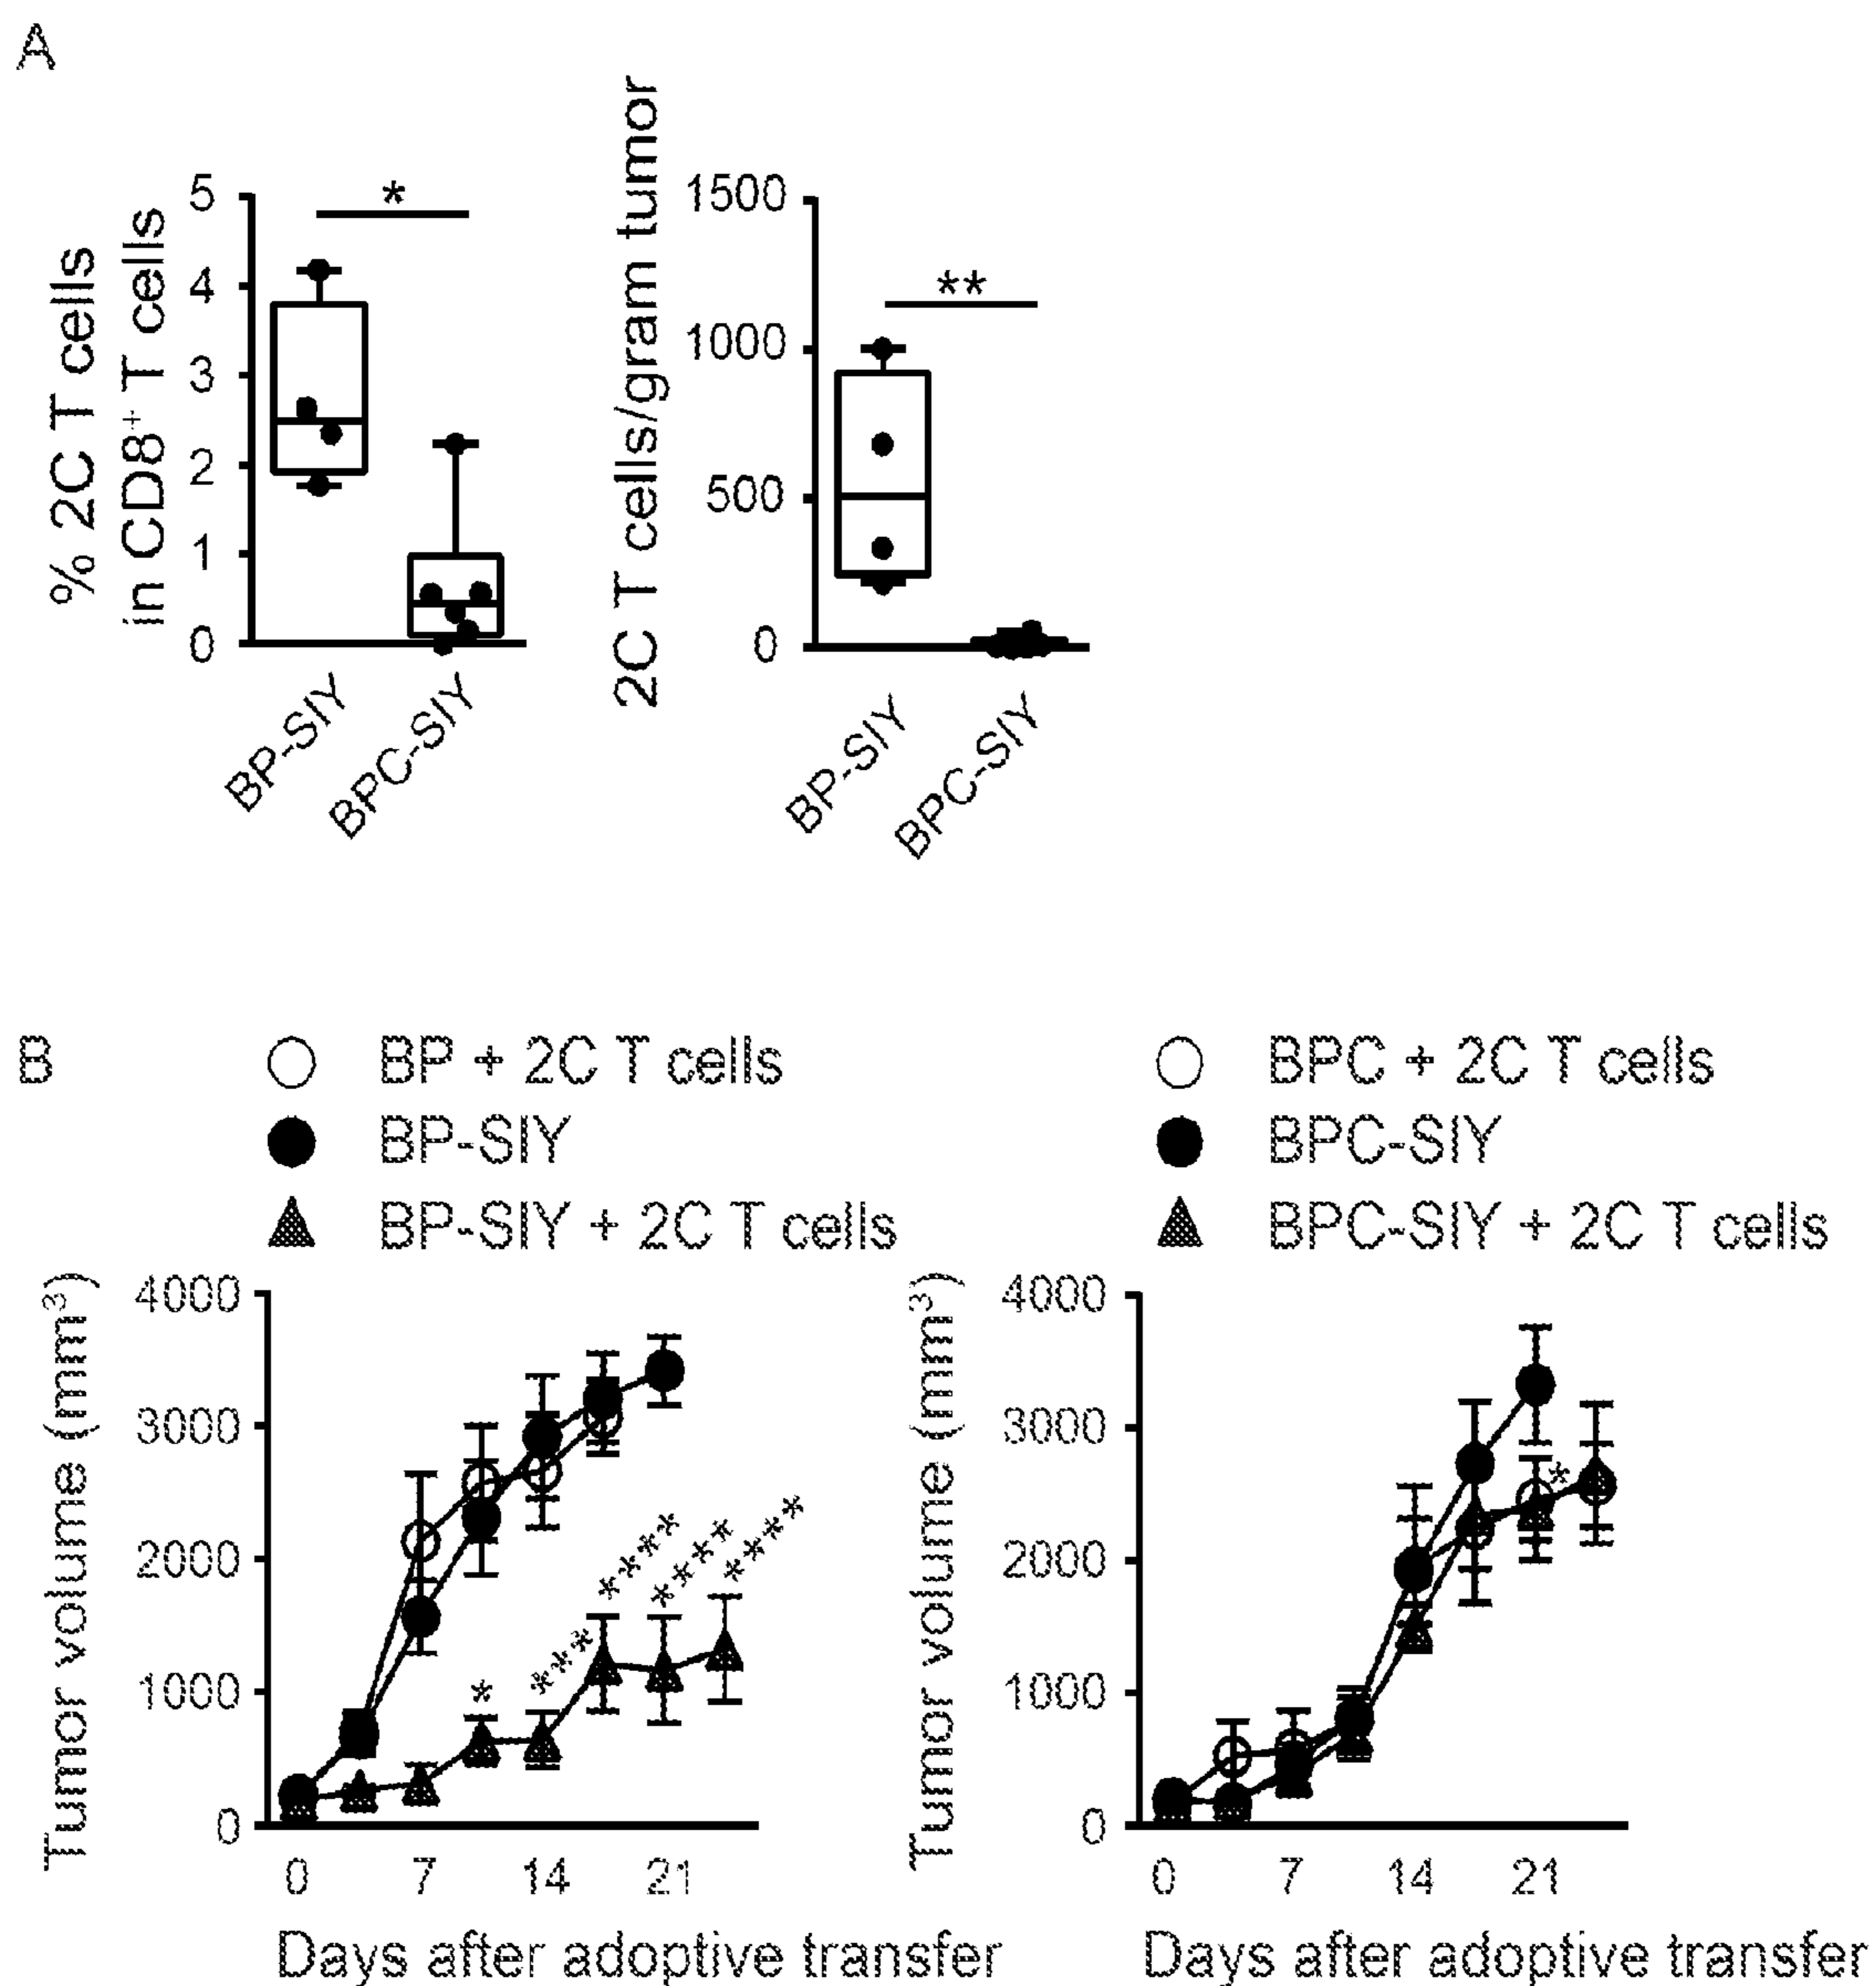 A
% 2C T cells
in CD8+ T cells
5
4
3
2
1
0
*
BP-SIY
BPC-SIY
2C T cells/gram tumor
1500
1000
500
0
**
BP-SIY
BPC-SIY
B
BP + 2C T cells
BP-SIY
BP-SIY + 2C T cells
Tumor volume (mm³)
4000
3000
2000
1000
0
*
***
****
****
****
0 7 14 21
Days after adoptive transfer
BPC + 2C T cells
BPC-SIY
BPC-SIY + 2C T cells
Tumor volume (mm³)
4000
3000
2000
1000
0
*
0 7 14 21
Days after adoptive transfer